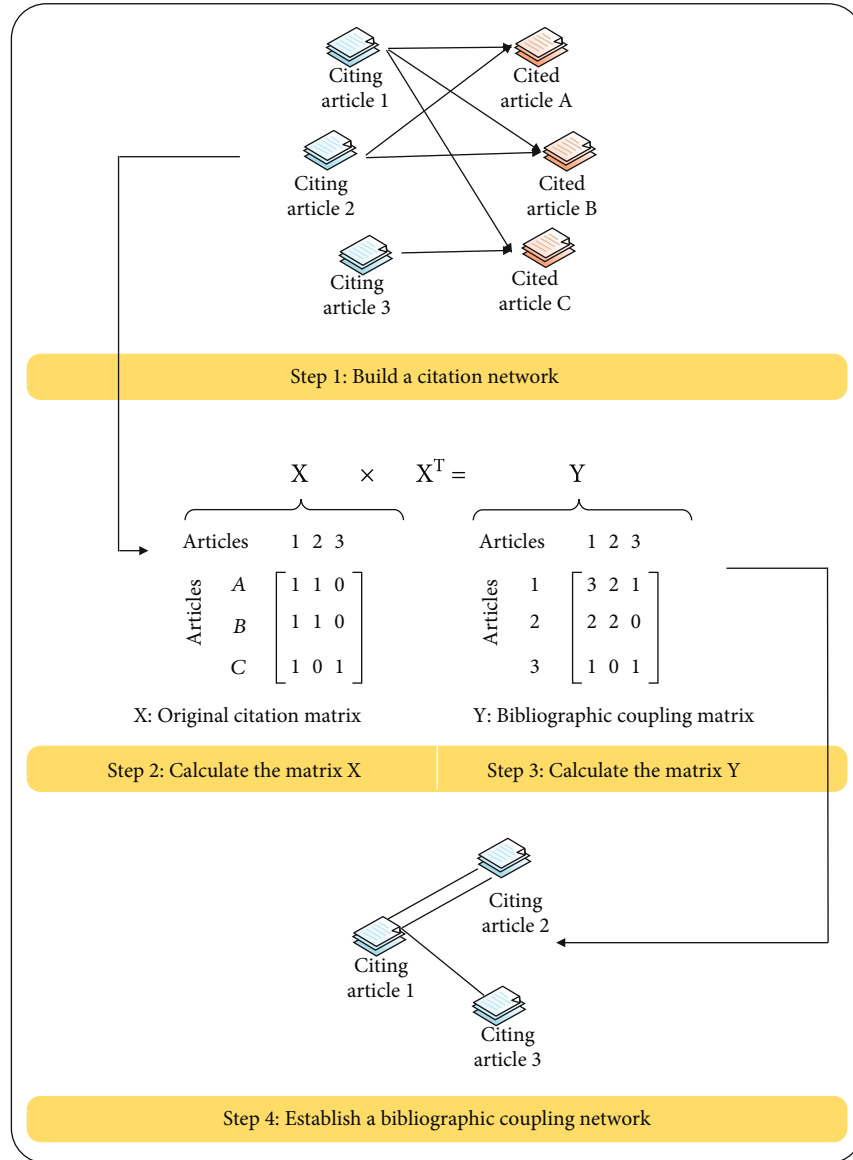 Citing
article 1
Cited
article A
Citing
article 2
Cited
article B
Citing
article 3
Cited
article C
Step 1: Build a citation network
X × X^T = Y
Articles 1 2 3
Articles
A 1 1 0
B 1 1 0
C 1 0 1
X: Original citation matrix
Articles 1 2 3
Articles
1 3 2 1
2 2 2 0
3 1 0 1
Y: Bibliographic coupling matrix
Step 2: Calculate the matrix X
Step 3: Calculate the matrix Y
Citing
article 2
Citing
article 1
Citing
article 3
Step 4: Establish a bibliographic coupling network